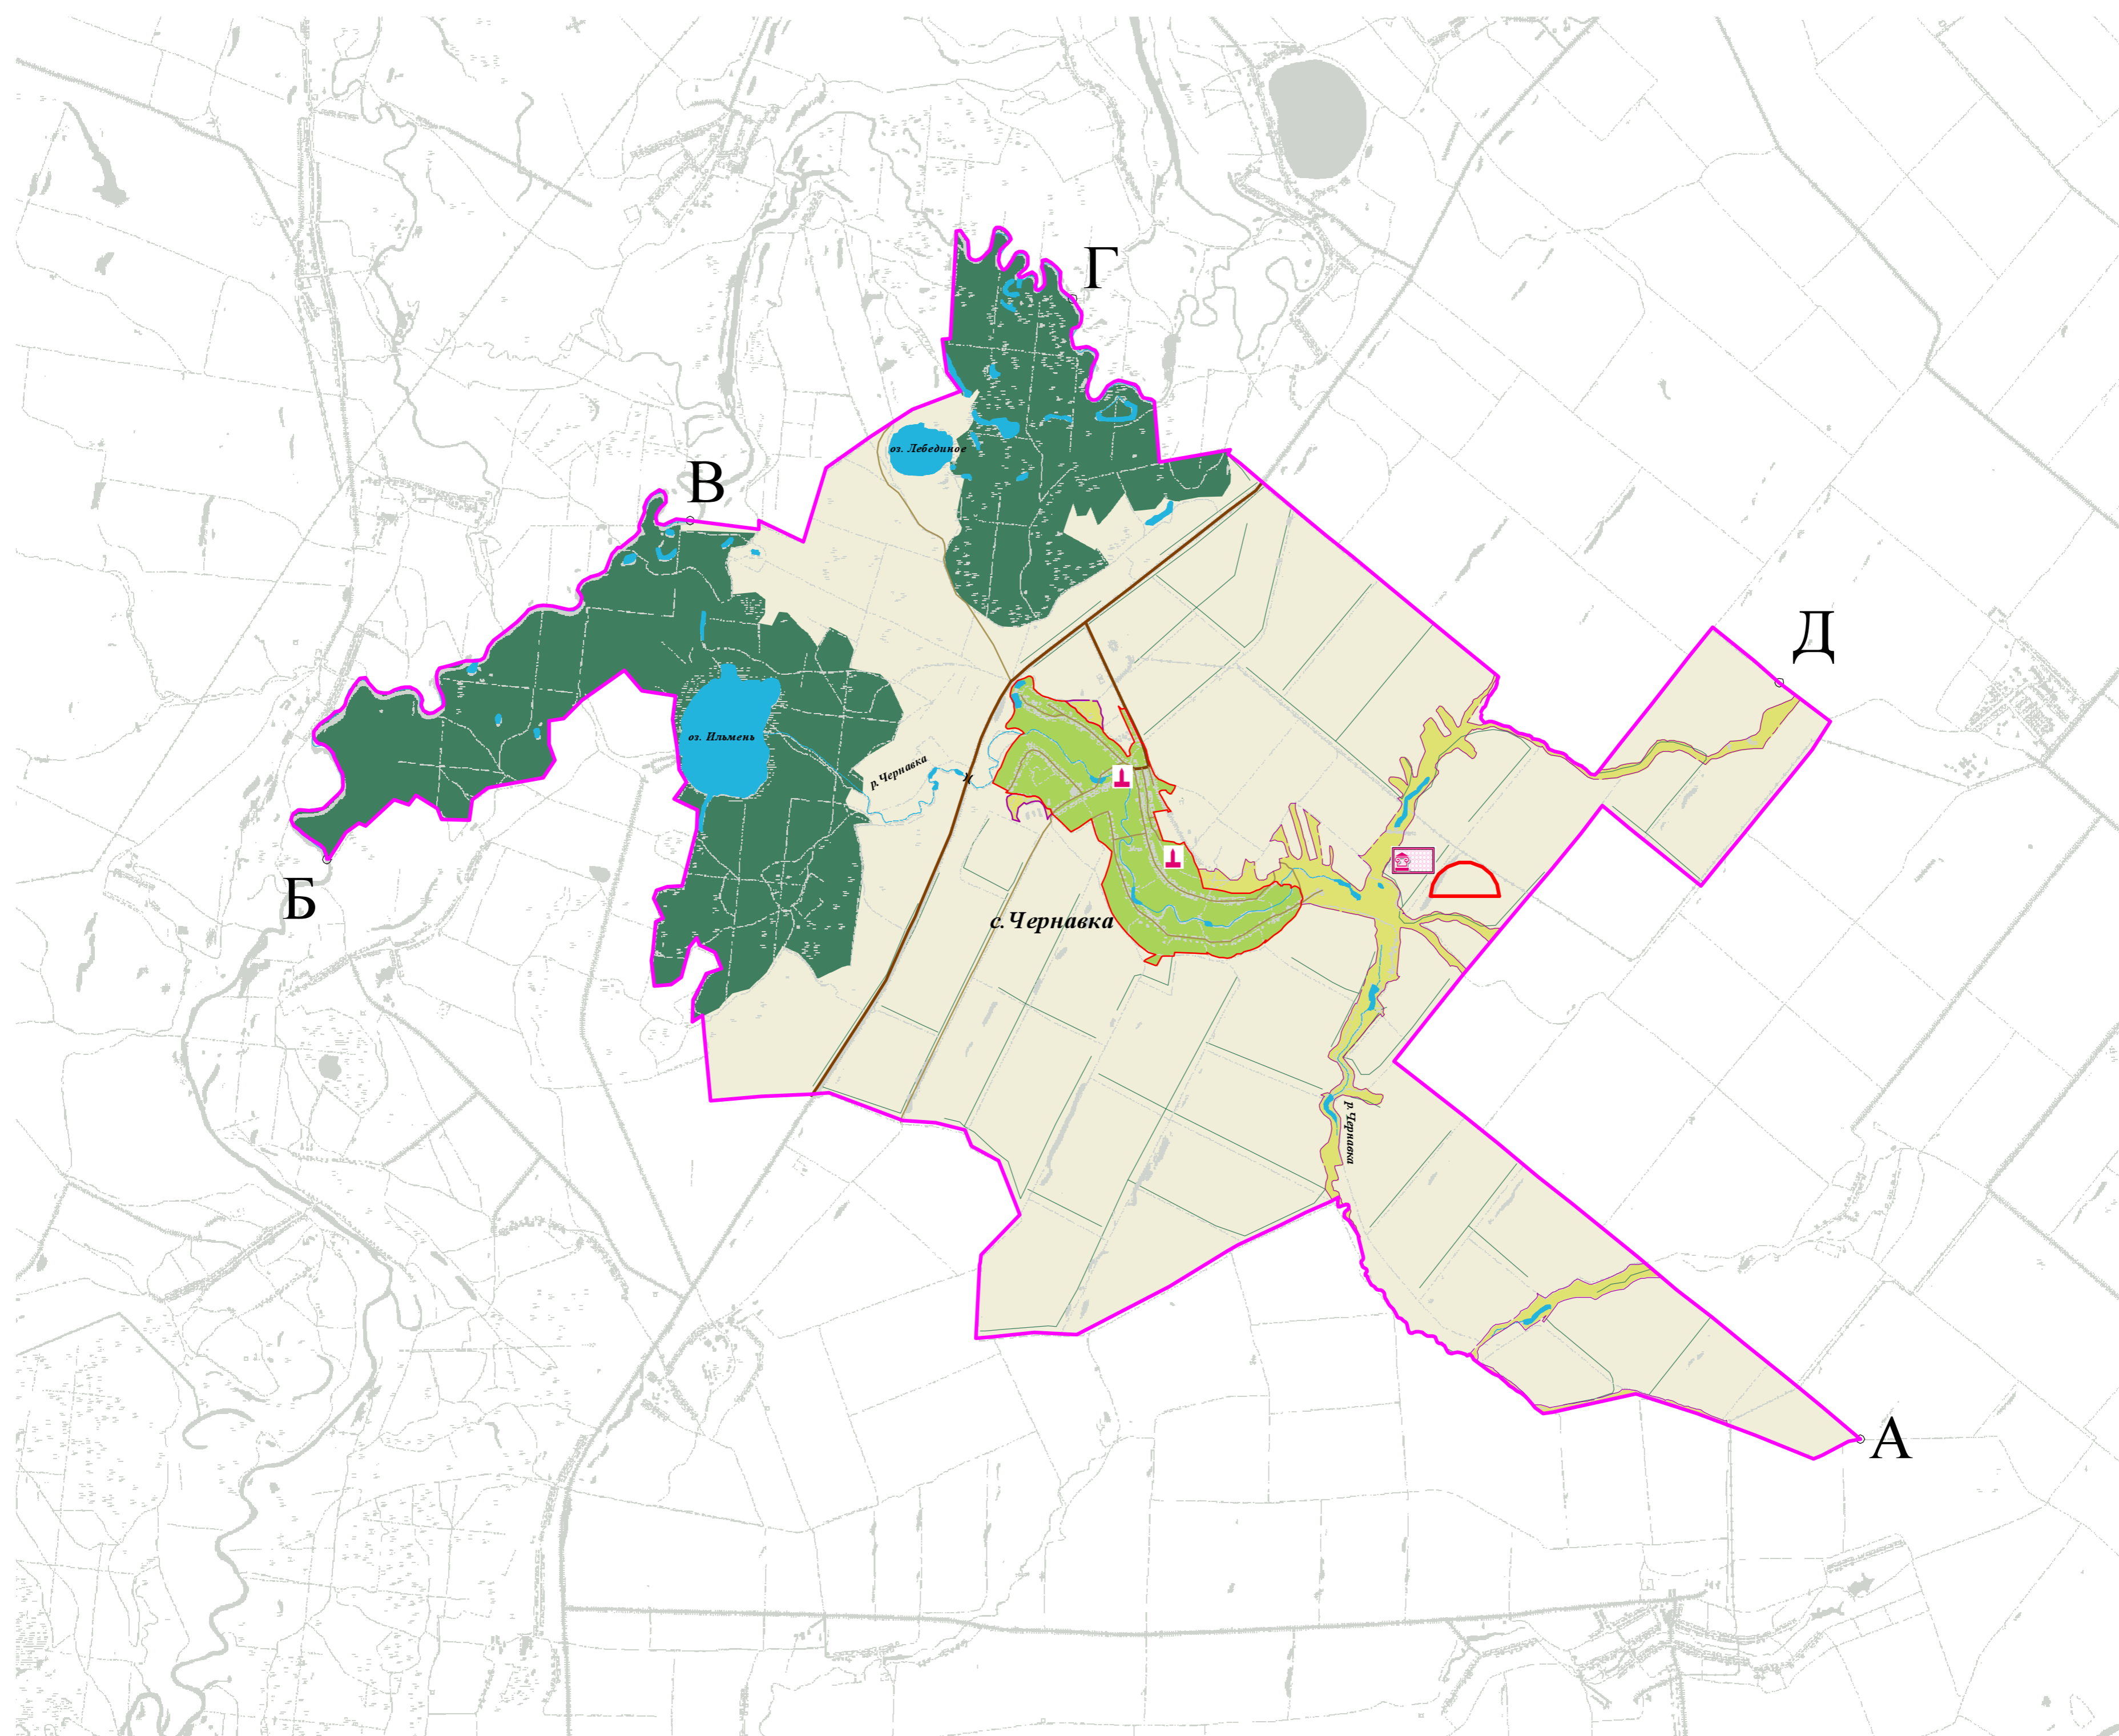 Г
оз. Лебединое
В
Д
оз. Ильмень
р.Чернавка
Б
с.Чернавка
р.Чернавка
А